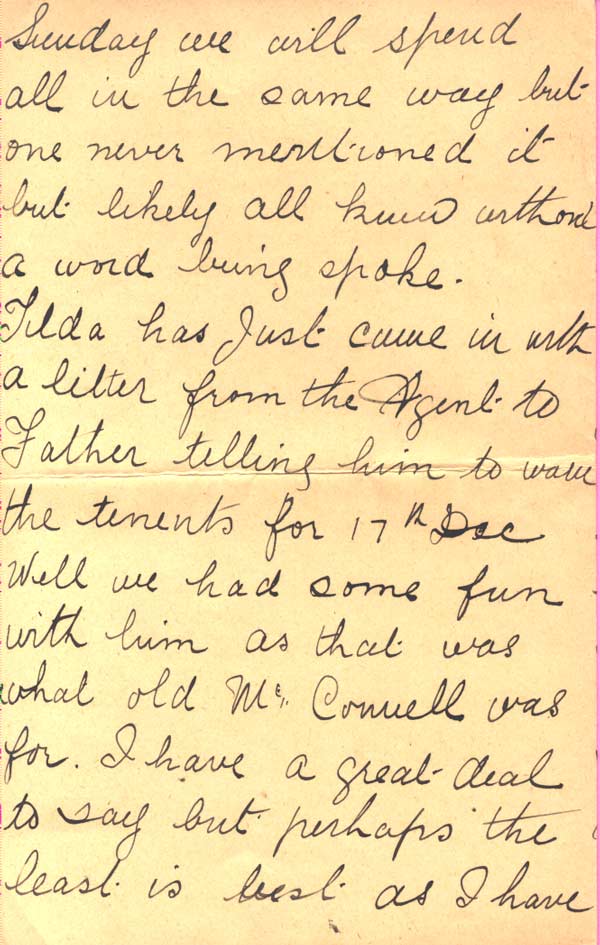 Sunday we will spend
all in the same way but
one never mentioned it
but likely all knew without
a word being spoke.
Tilda has Just came in with
a letter from the Agent to
Father telling him to warn
the tenents for 17th Dec
Well we had some fun
with him as that was
what old Mc Connell was
for. I have a great deal
to say but perhaps the
least is best as I have